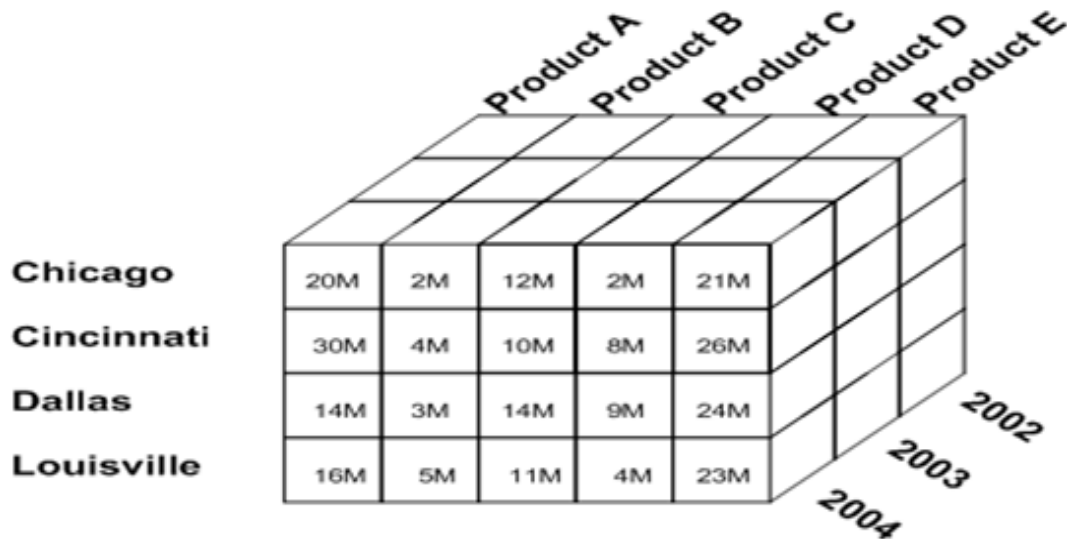 Product A
Product B
Product C
Product D
Product E
Chicago 20M 2M 12M 2M 21M
Cincinnati 30M 4M 10M 8M 26M
Dallas 14M 3M 14M 9M 24M
Louisville 16M 5M 11M 4M 23M
2002
2003
2004